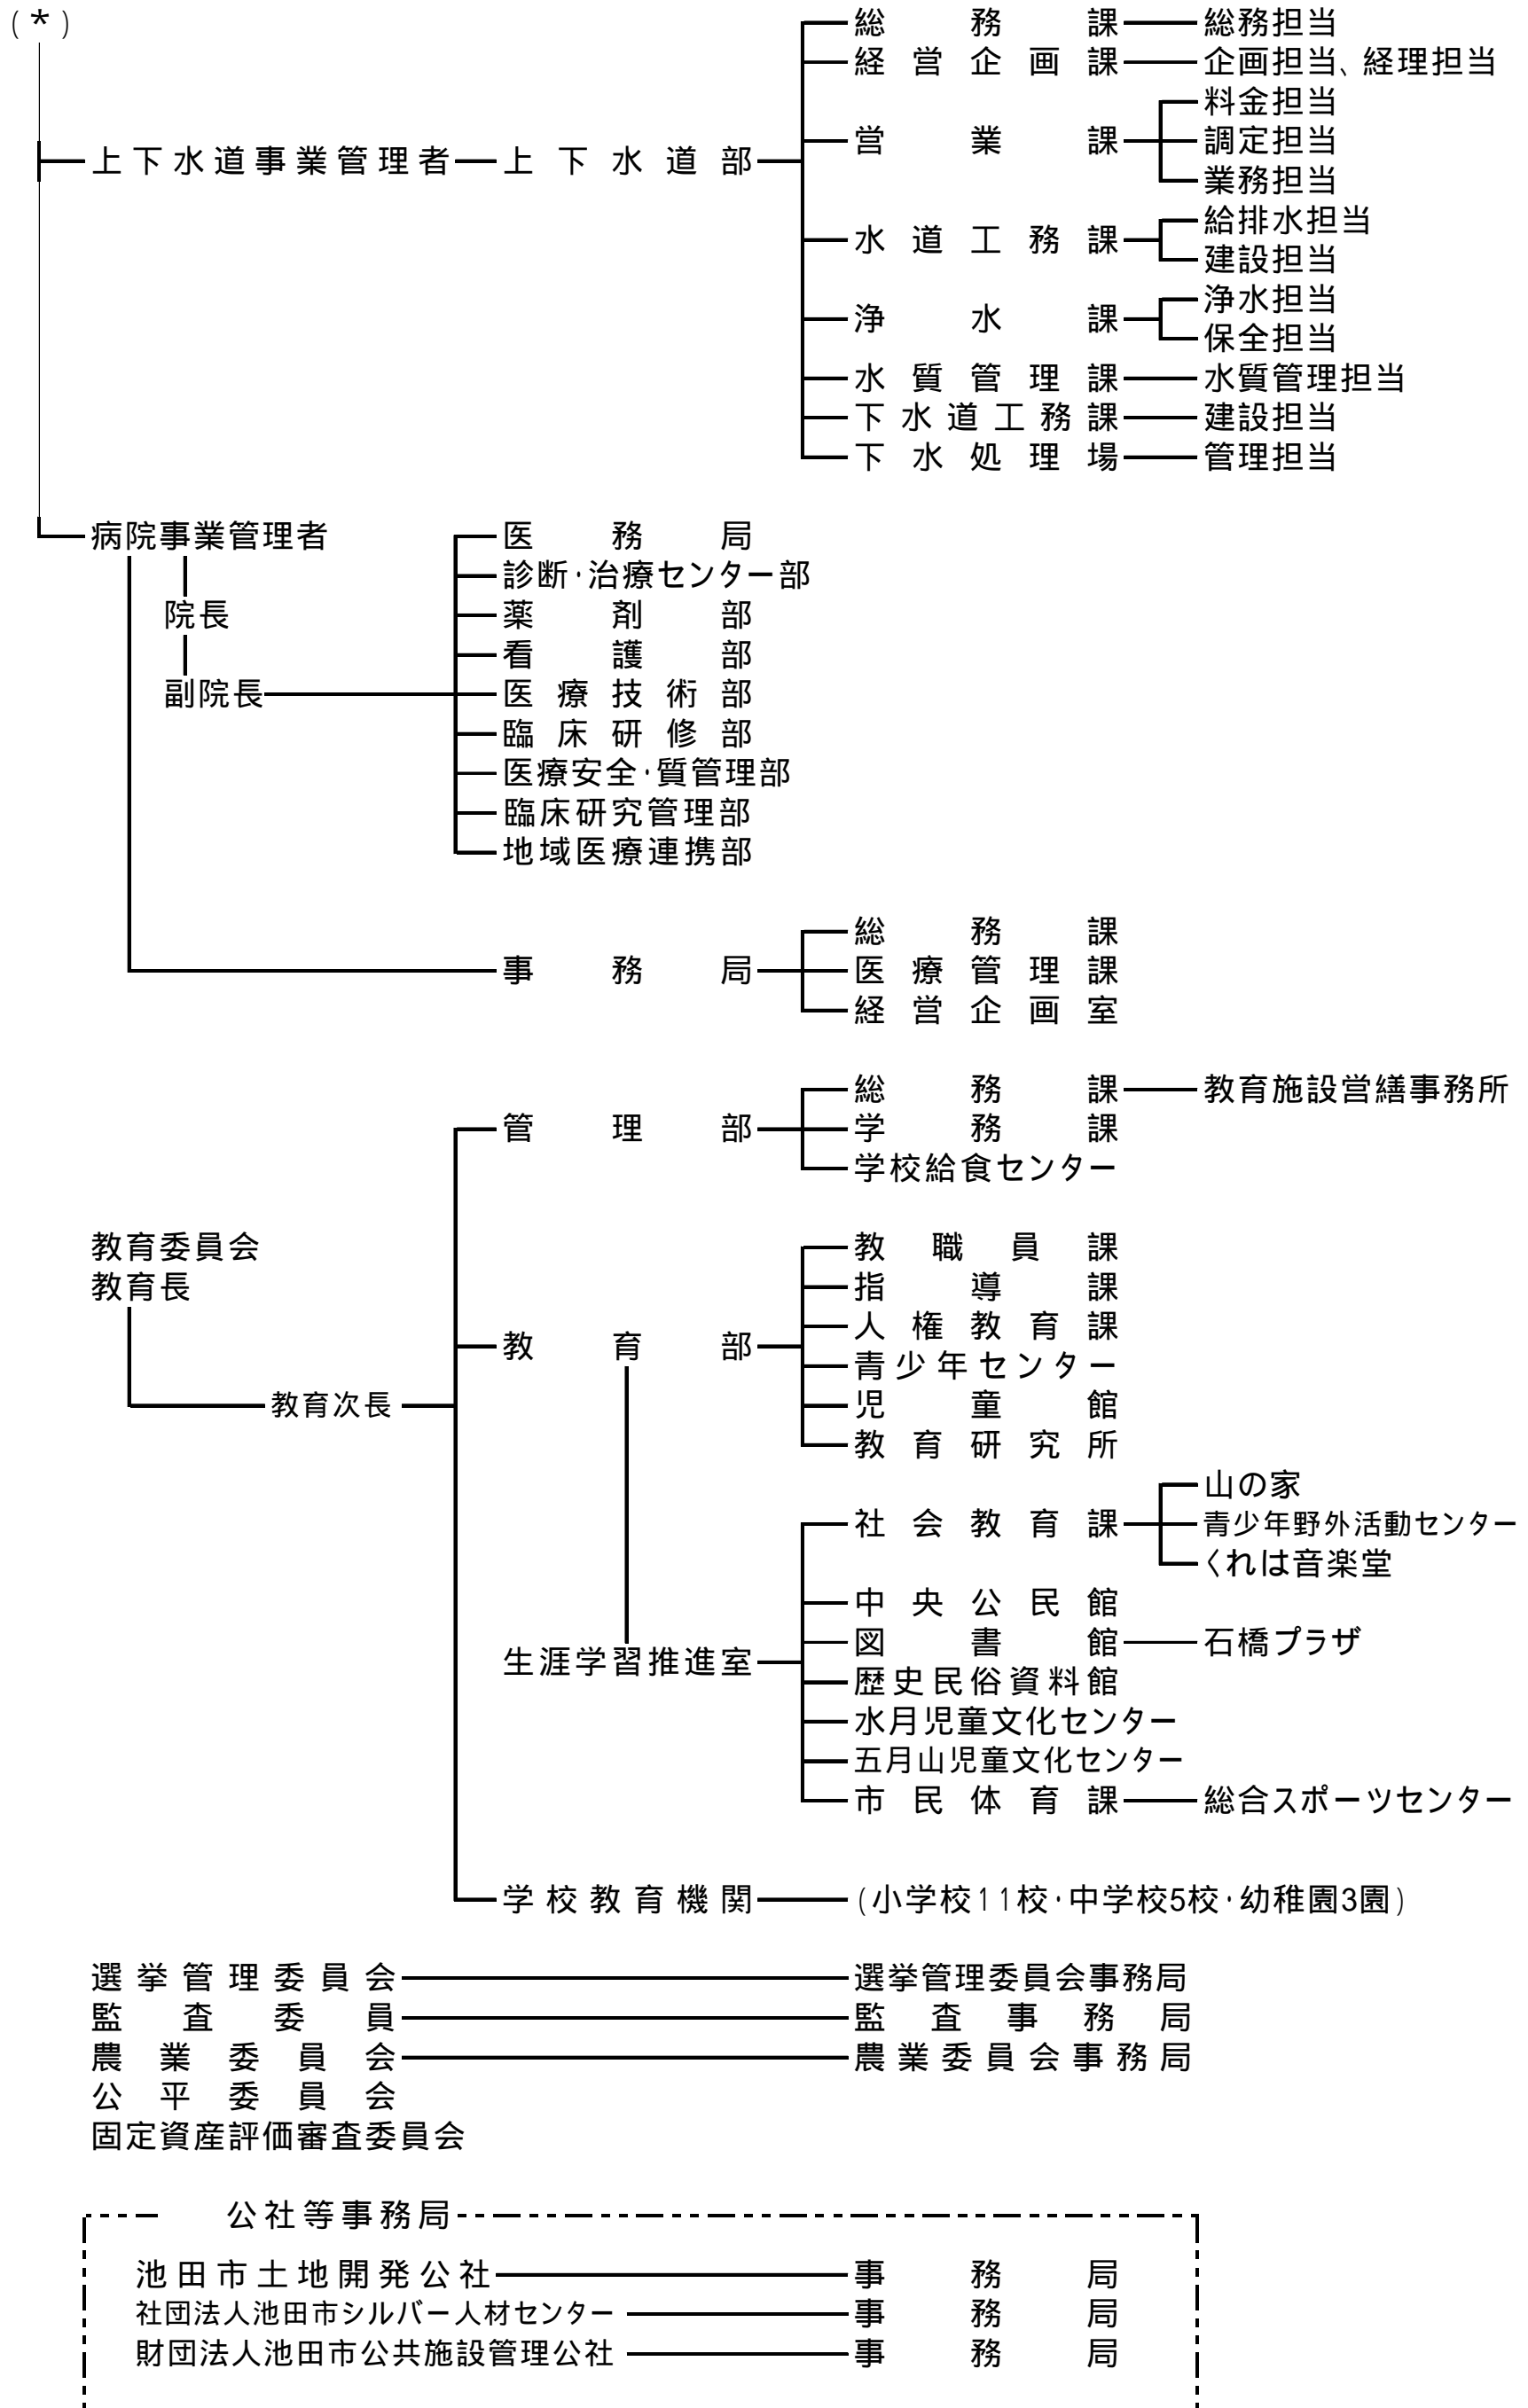 (*)
総務課 総務担当
経営企画課 企画担当、経理担当
料金担当
営業課 調定担当
上下水道事業管理者 上下水道部
業務担当
給排水担当
水道工務課
建設担当
浄水担当
浄水課
保全担当
水質管理課 水質管理担当
下水道工務課 建設担当
下水処理場 管理担当
病院事業管理者 医務局
診断・治療センター部
院長 薬剤部
看護部
副院長 医療技術部
臨床研修部
医療安全・質管理部
臨床研究管理部
地域医療連携部
総務課
事務局 医療管理課
経営企画室
総務課 教育施設営繕事務所
管理部 学務課
学校給食センター
教育委員会 教職員課
教育長 指導課
人権教育課
教育部
青少年センター
教育次長 児童館
教育研究所
山の家
社会教育課 青少年野外活動センター
くれは音楽堂
中央公民館
図書館 石橋プラザ
生涯学習推進室
歴史民俗資料館
水月児童文化センター
五月山児童文化センター
市民体育課 総合スポーツセンター
学校教育機関 (小学校11校・中学校5校・幼稚園3園)
選挙管理委員会 選挙管理委員会事務局
監査委員 監査事務局
農業委員会 農業委員会事務局
公平委員会
固定資産評価審査委員会
公社等事務局
池田市土地開発公社 事務局
社団法人池田市シルバー人材センター 事務局
財団法人池田市公共施設管理公社 事務局